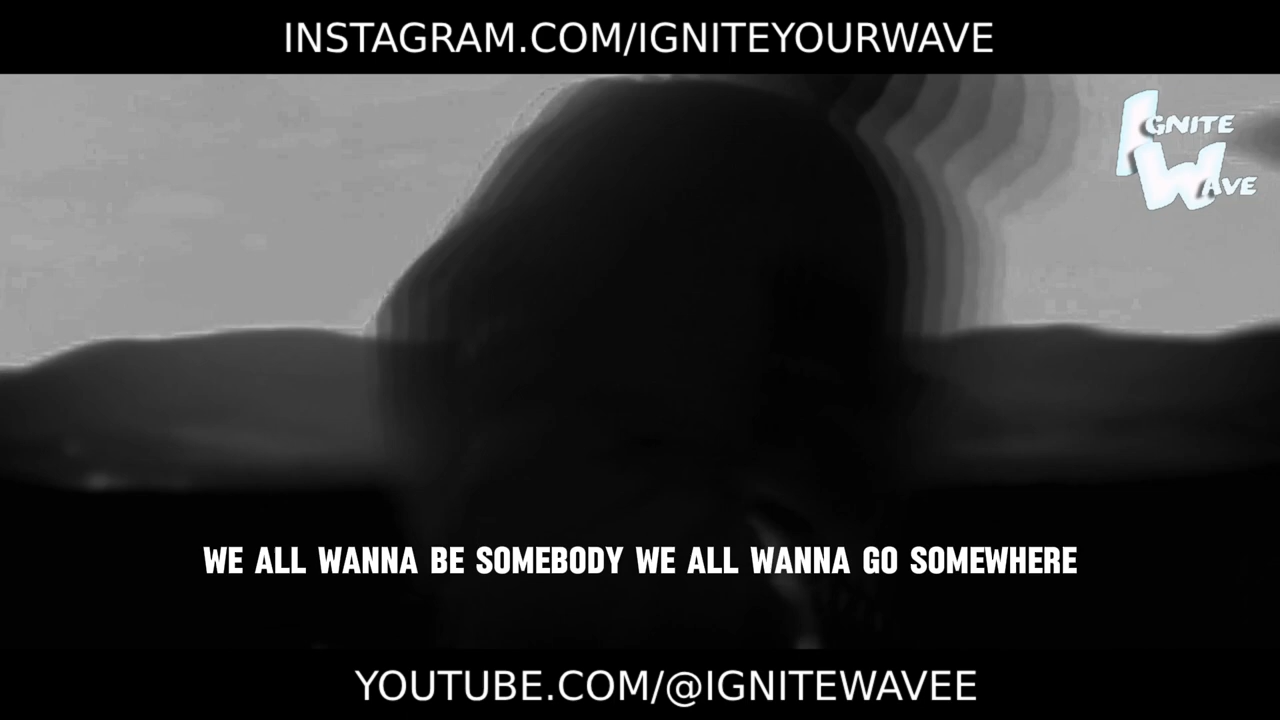 INSTAGRAM.COM/IGNITEYOURWAVE
IGNITE
WAVE
WE ALL WANNA BE SOMEBODY WE ALL WANNA GO SOMEWHERE
YOUTUBE.COM/@IGNITEWAVEE